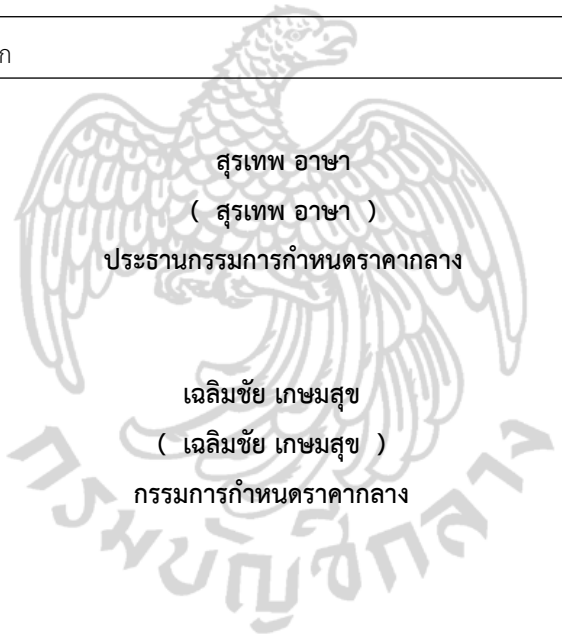 ก
สุรเทพ อาษา
( สุรเทพ อาษา )
ประธานกรรมการกำหนดราคากลาง
เฉลิมชัย เกษมสุข
( เฉลิมชัย เกษมสุข )
กรรมการกำหนดราคากลาง
กรมบัญชีกลาง